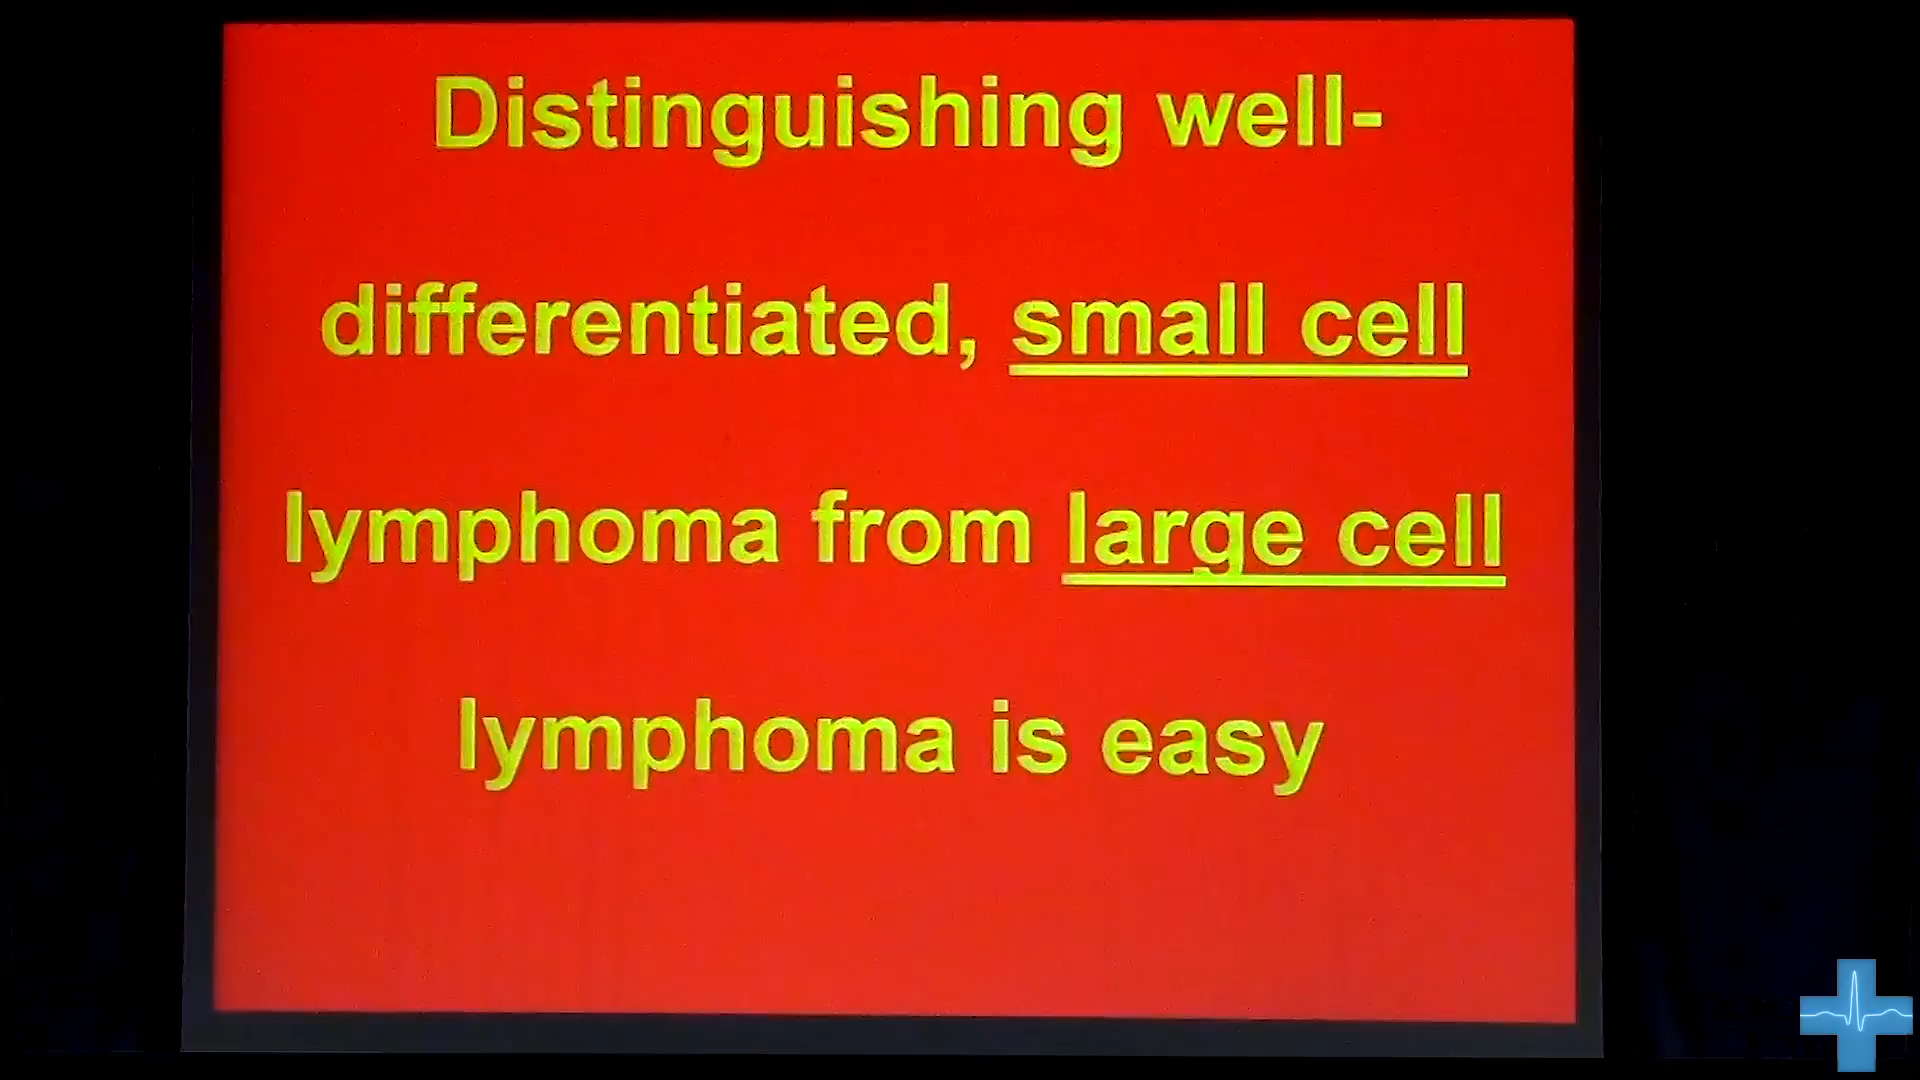 Distinguishing well-
differentiated, small cell
lymphoma from large cell
lymphoma is easy